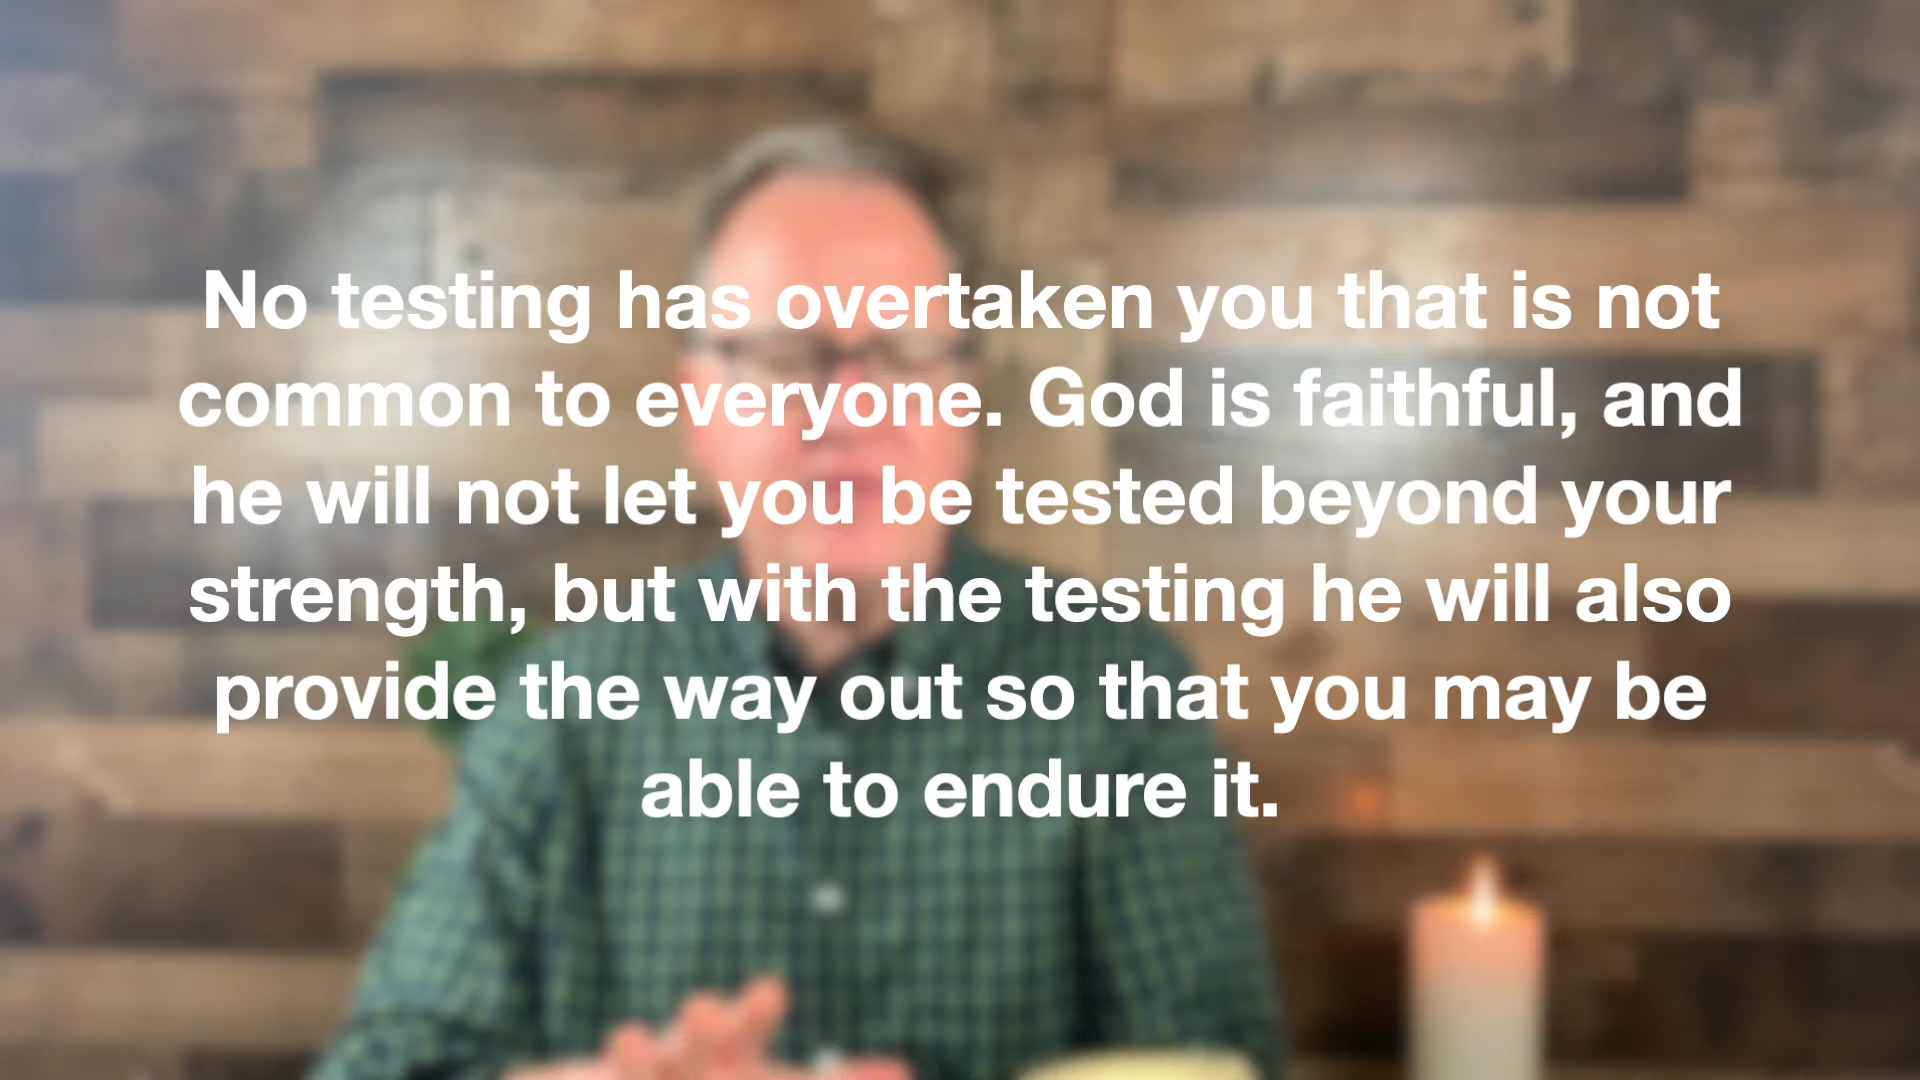 No testing has overtaken you that is not
common to everyone. God is faithful, and
he will not let you be tested beyond your
strength, but with the testing he will also
provide the way out so that you may be
able to endure it.